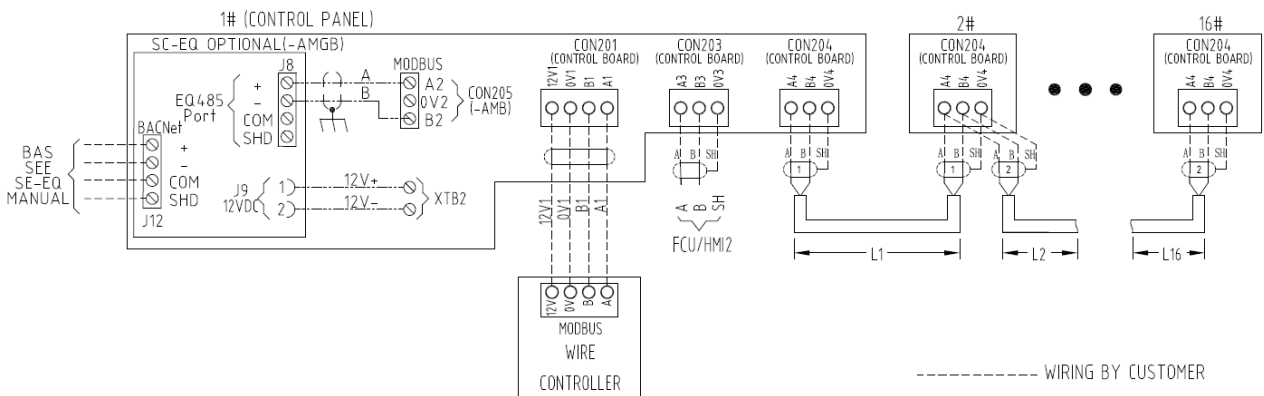 1# (CONTROL PANEL)
SC-EQ OPTIONAL(-AMGB)
J8
EQ485
Port
+
−
COM
SHD
A
B
MODBUS
A2
0V2
B2
CON205
(-AMB)
BACNet
+
−
COM
SHD
J12
BAS
SEE
SE-EQ
MANUAL
J9
12VDC
1
2
12V+
12V-
XTB2
CON201
(CONTROL BOARD)
12V1
0V1
B1
A1
12V1
0V1
B1
A1
12V
0V
B
A
MODBUS
WIRE
CONTROLLER
CON203
(CONTROL BOARD)
A3
B3
0V3
A
B
SH
A
B
SH
FCU/HMI2
CON204
(CONTROL BOARD)
A4
B4
0V4
A
B
SH
1
L1
2#
CON204
(CONTROL BOARD)
A4
B4
0V4
A
B
SH
1
A
B
SH
2
L2
16#
CON204
(CONTROL BOARD)
A4
B4
0V4
A
B
SH
2
L16
WIRING BY CUSTOMER